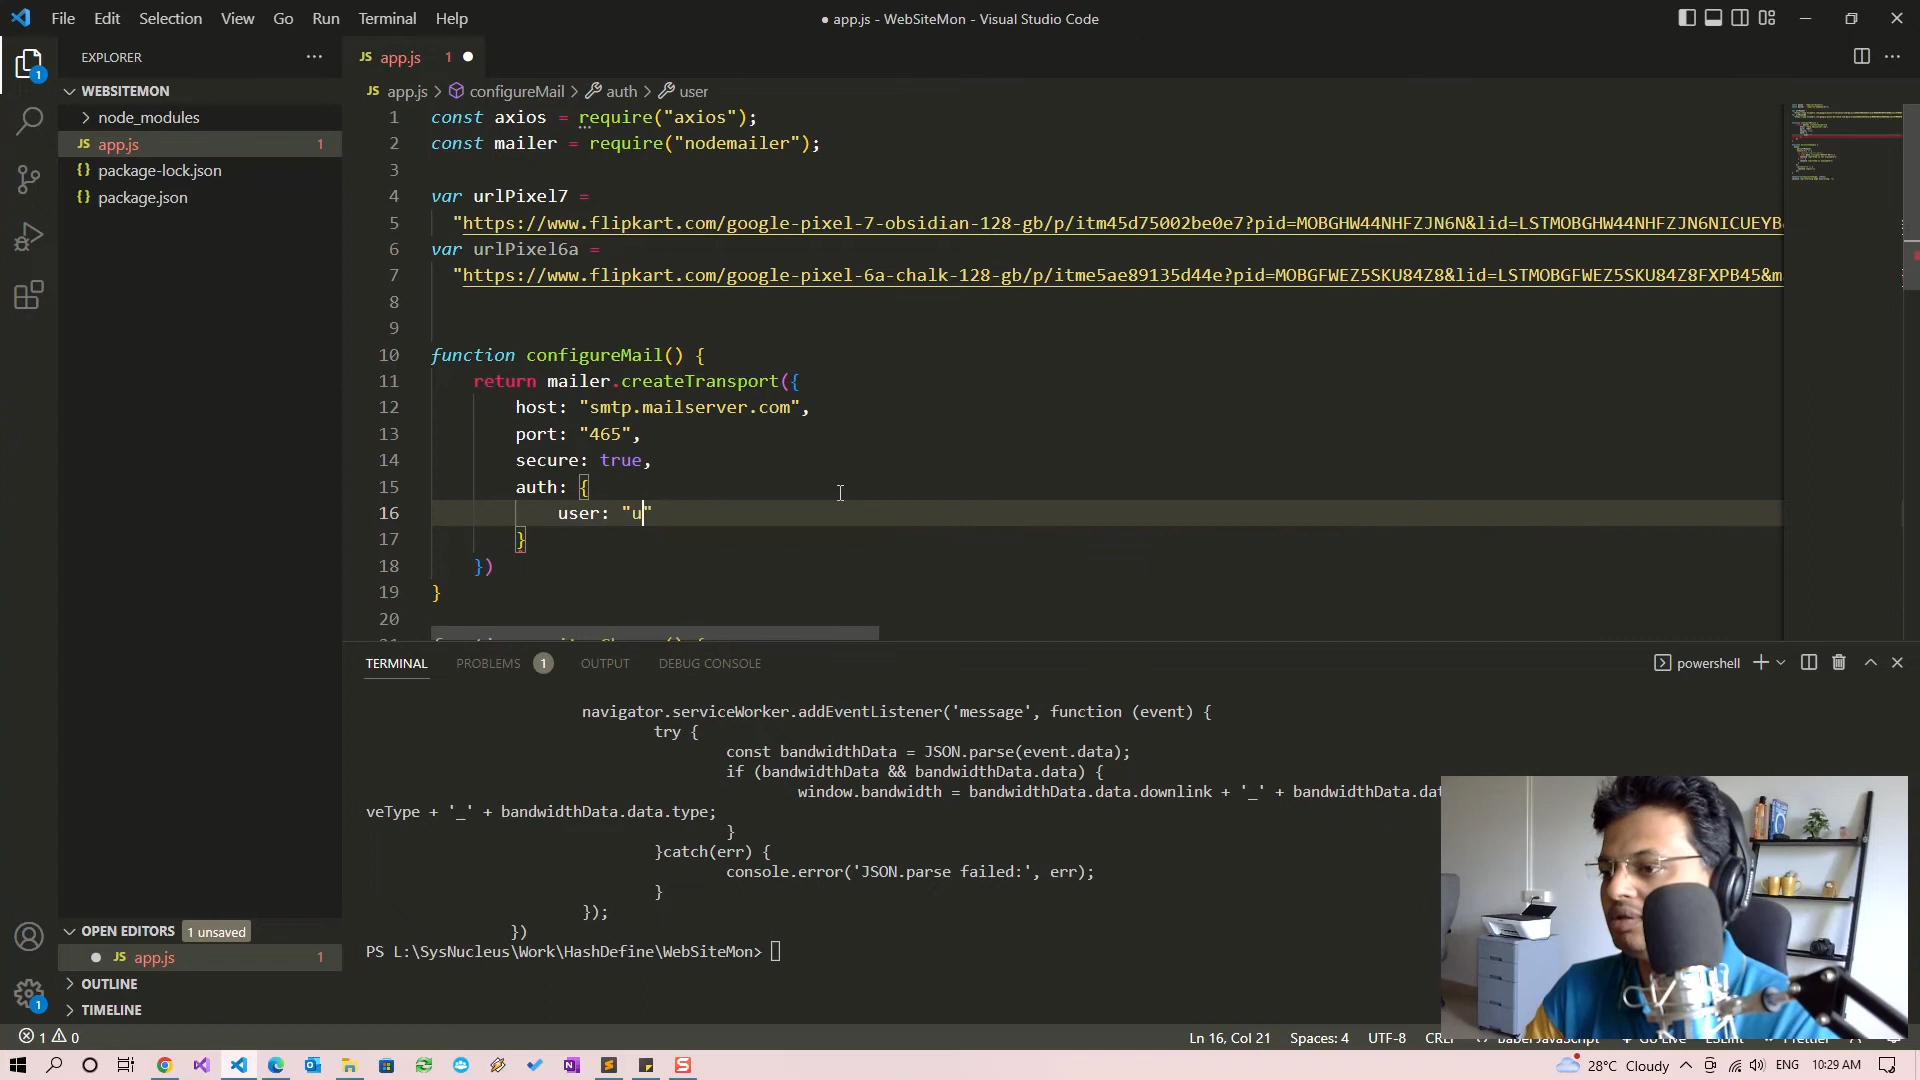 File Edit Selection View Go Run Terminal Help
● app.js - WebSiteMon - Visual Studio Code
EXPLORER
1
WEBSITEMON
node_modules
JS app.js 1
{} package-lock.json
{} package.json
JS app.js 1
JS app.js > configureMail > auth > user
1 const axios = require("axios");
2 const mailer = require("nodemailer");
3
4 var urlPixel7 =
5 "https://www.flipkart.com/google-pixel-7-obsidian-128-gb/p/itm45d75002be0e7?pid=MOBGHW44NHFZJN6N&lid=LSTMOBGHW44NHFZJN6NICUEYB
6 var urlPixel6a =
7 "https://www.flipkart.com/google-pixel-6a-chalk-128-gb/p/itme5ae89135d44e?pid=MOBGFWEZ5SKU84Z8&lid=LSTMOBGFWEZ5SKU84Z8FXPB45&m
8
9
10 function configureMail() {
11 return mailer.createTransport({
12 host: "smtp.mailserver.com",
13 port: "465",
14 secure: true,
15 auth: {
16 user: "u"
17 }
18 })
19 }
20
TERMINAL PROBLEMS 1 OUTPUT DEBUG CONSOLE
powershell
navigator.serviceWorker.addEventListener('message', function (event) {
try {
const bandwidthData = JSON.parse(event.data);
if (bandwidthData && bandwidthData.data) {
window.bandwidth = bandwidthData.data.downlink + '_' + bandwidthData.dat
veType + '_' + bandwidthData.data.type;
}
}catch(err) {
console.error('JSON.parse failed:', err);
}
});
})
PS L:\SysNucleus\Work\HashDefine\WebSiteMon>
OPEN EDITORS 1 unsaved
● JS app.js 1
OUTLINE
TIMELINE
1
1 0
Ln 16, Col 21 Spaces: 4 UTF-8
28°C Cloudy ENG 10:29 AM